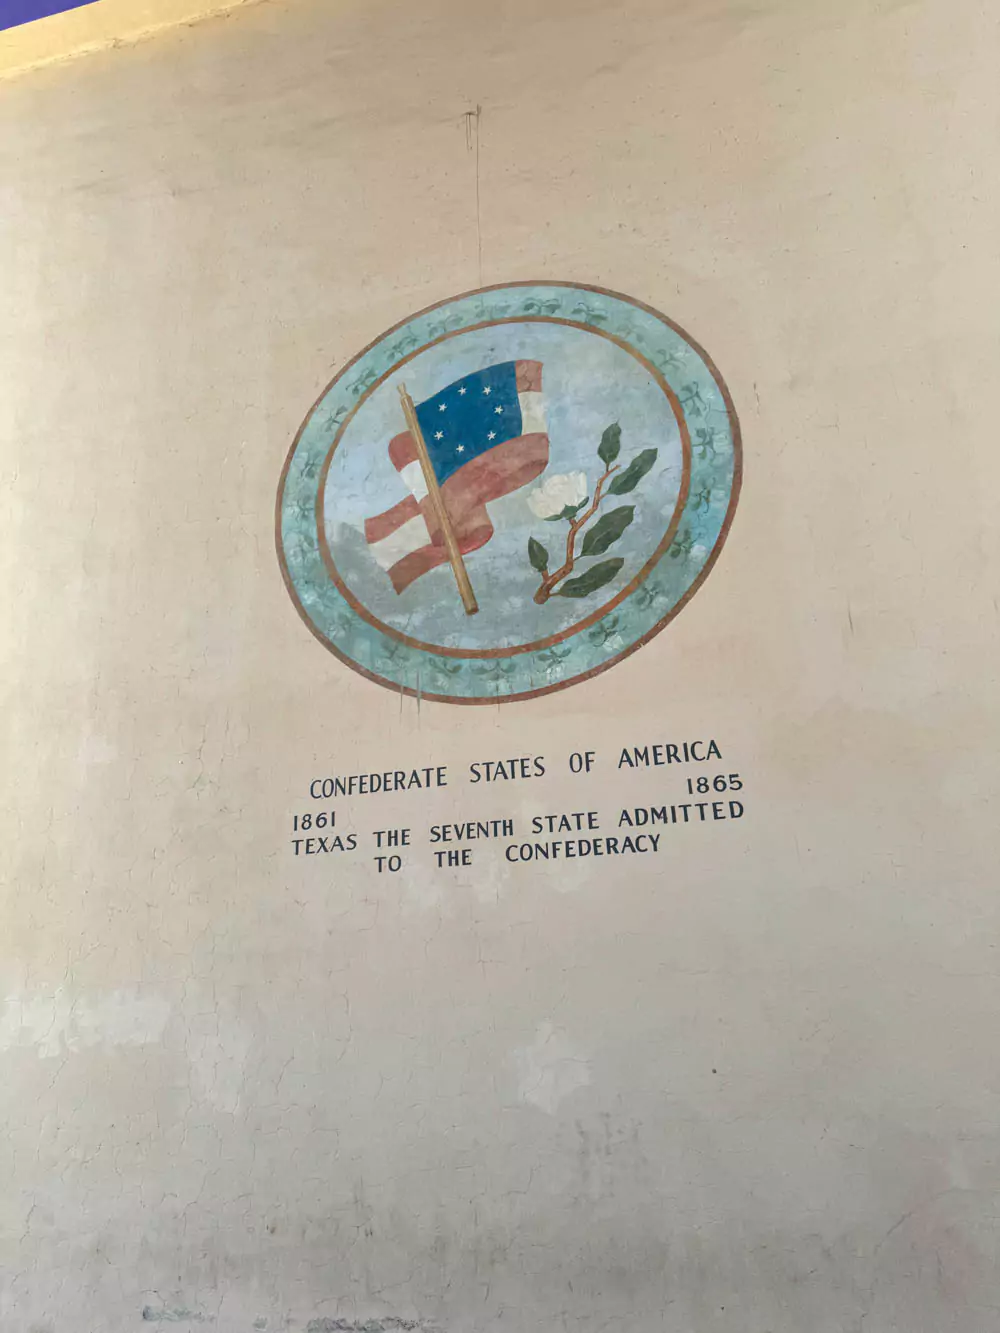 CONFEDERATE STATES OF AMERICA
1861 1865
TEXAS THE SEVENTH STATE ADMITTED
TO THE CONFEDERACY